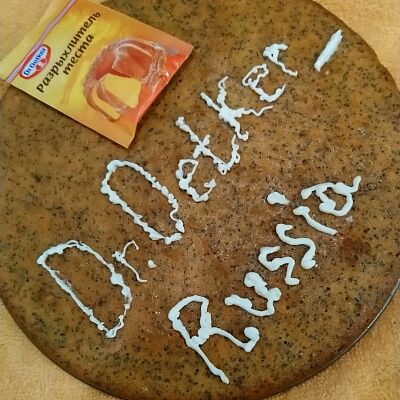 Dr.Oetker
Разрыхлитель
теста
Dr.Oetker -
Russia